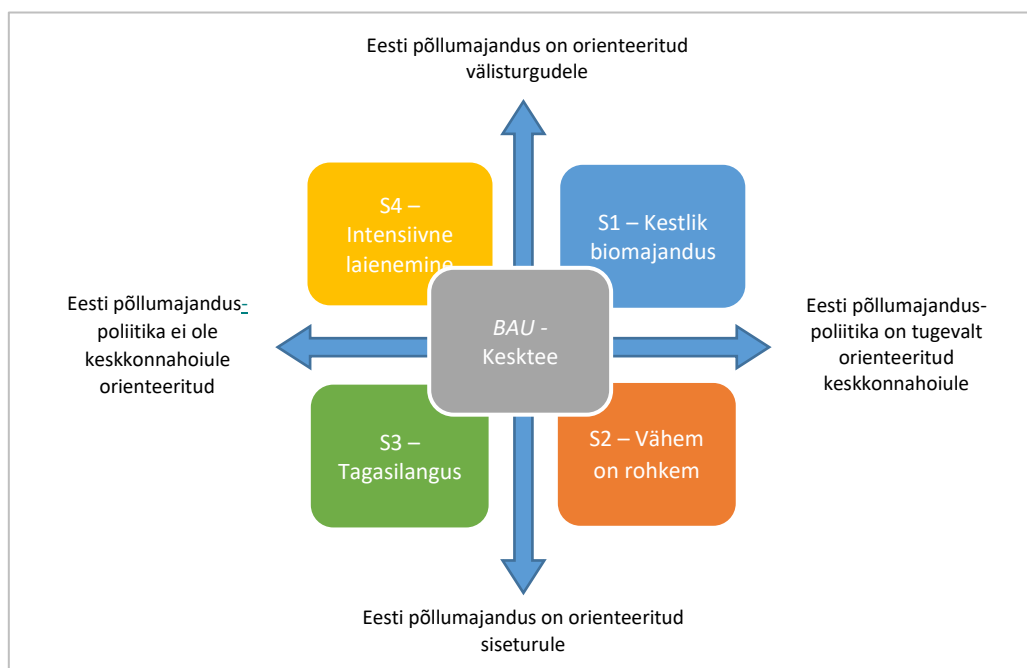 Eesti põllumajandus on orienteeritud
välisturgudele
S4 –
Intensiivne
laienemine
S1 – Kestlik
biomajandus
Eesti põllumajandus-
poliitika ei ole
keskkonnahoiule
orienteeritud
BAU -
Kesktee
Eesti põllumajandus-
poliitika on tugevalt
orienteeritud
keskkonnahoiule
S3 –
Tagasilangus
S2 – Vähem
on rohkem
Eesti põllumajandus on orienteeritud
siseturule